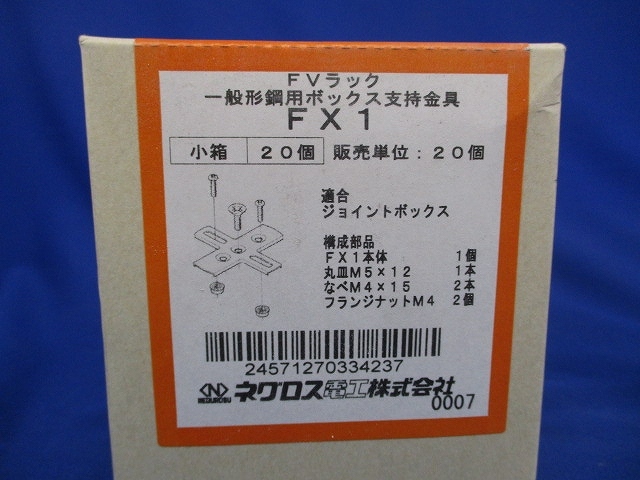 FVラック
一般形鋼用ボックス支持金具
FX1
小箱 20個 販売単位：20個
適合
ジョイントボックス
構成部品
FX1本体 1個
丸皿M5×12 1本
なべM4×15 2本
フランジナットM4 2個
24571270334237
NEGUROSU ネグロス電工株式会社
0007